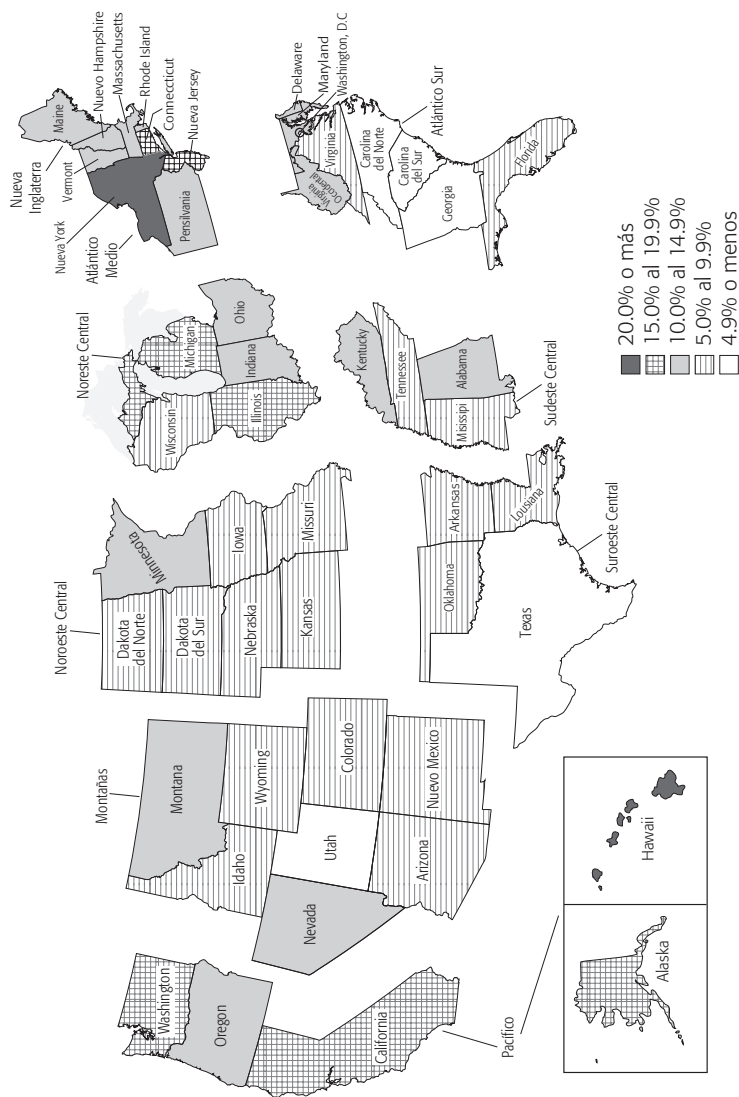 Pacífico
Washington
Oregon
California
Alaska
Hawaii
Montañas
Montana
Idaho
Wyoming
Nevada
Utah
Colorado
Arizona
Nuevo Mexico
Noroeste Central
Dakota
del Norte
Minnesota
Dakota
del Sur
Nebraska
Iowa
Kansas
Missuri
Suroeste Central
Oklahoma
Arkansas
Texas
Lousiana
Noreste Central
Wisconsin
Michigan
Illinois
Indiana
Ohio
Sudeste Central
Kentucky
Tennessee
Misissipi
Alabama
Nueva
Inglaterra
Maine
Vermont
Nuevo Hampshire
Massachusetts
Rhode Island
Conneccticut
Nueva Jersey
Nueva York
Atlántico
Medio
Pensilvania
Delaware
Maryland
Washington, D.C
Virginia
Occidental
Virginia
Carolina
del Norte
Carolina
del Sur
Georgia
Florida
Atlántico Sur
20.0% o más
15.0% al 19.9%
10.0% al 14.9%
5.0% al 9.9%
4.9% o menos